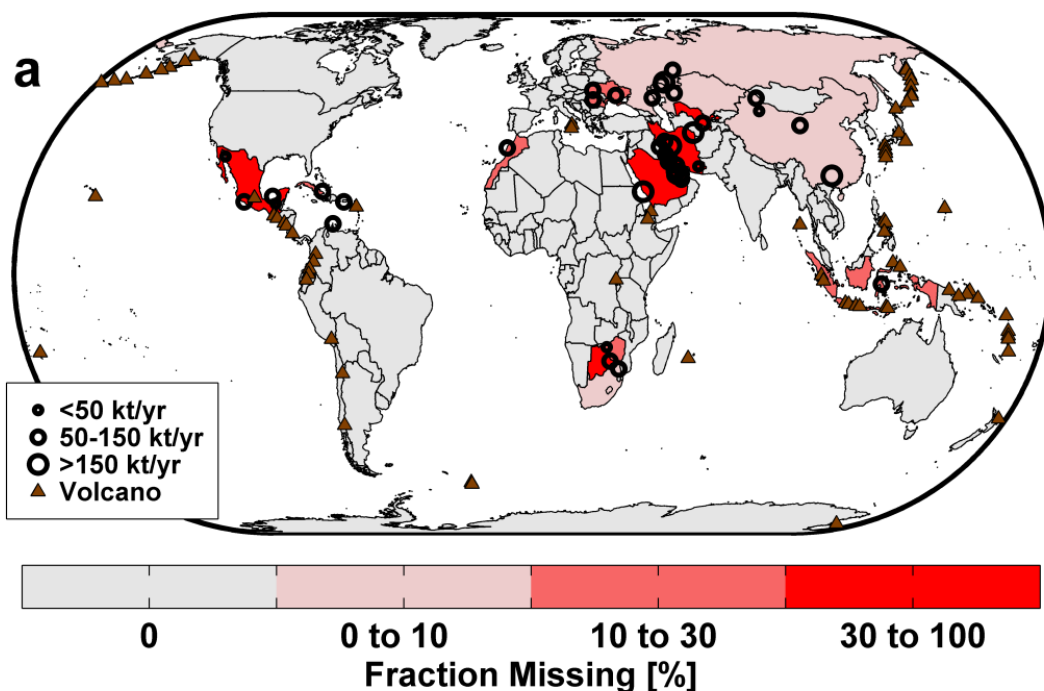 a
<50 kt/yr
50-150 kt/yr
>150 kt/yr
Volcano
0
0 to 10
10 to 30
30 to 100
Fraction Missing [%]